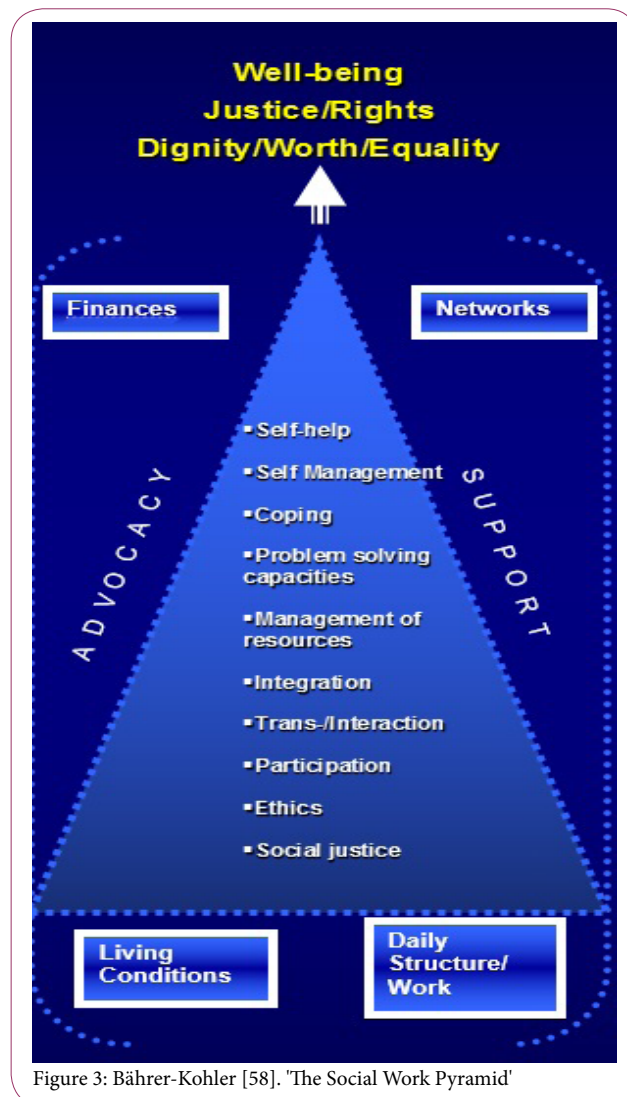 Well-being
Justice/Rights
Dignity/Worth/Equality
Finances
Networks
ADVOCACY
SUPPORT
▪Self-help
▪Self Management
▪Coping
▪Problem solving
capacities
▪Management of
resources
▪Integration
▪Trans-/Interaction
▪Participation
▪Ethics
▪Social justice
Living
Conditions
Daily
Structure/
Work
Figure 3: Bährer-Kohler [58]. 'The Social Work Pyramid'